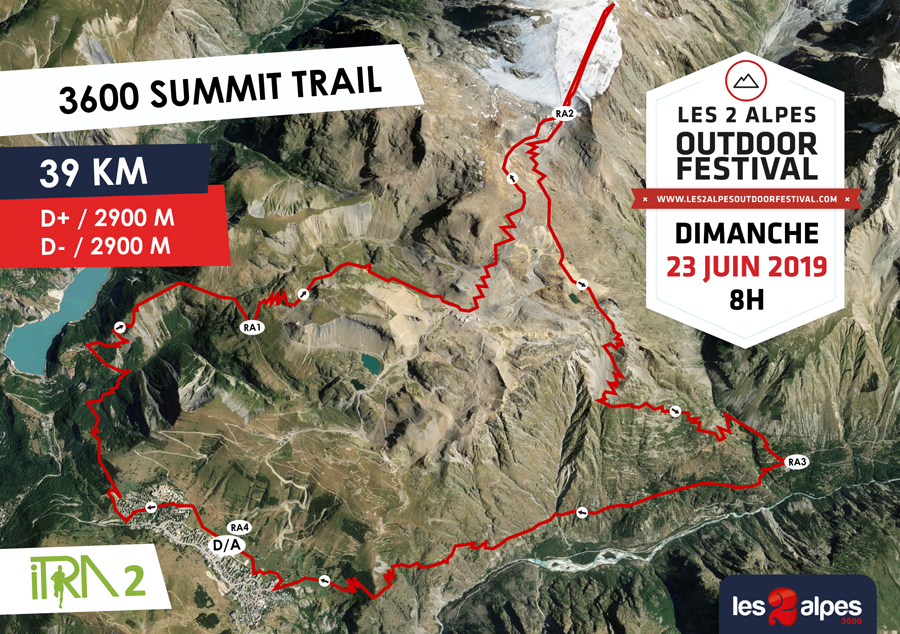 3600 SUMMIT TRAIL
39 KM
D+ / 2900 M
D- / 2900 M
LES 2 ALPES
OUTDOOR
FESTIVAL
WWW.LES2ALPESOUTDOORFESTIVAL.COM
DIMANCHE
23 JUIN 2019
8H
RA2
RA1
RA3
RA4
D/A
iTRA 2
les 2 alpes
3600